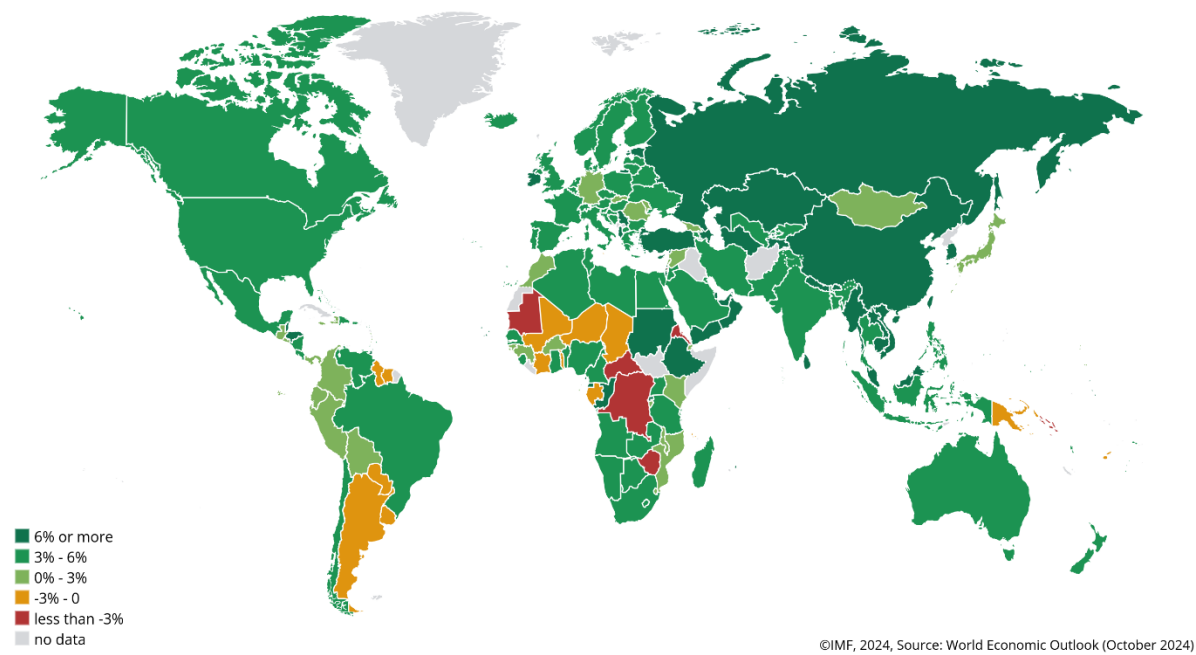 6% or more
3% - 6%
0% - 3%
-3% - 0
less than -3%
no data
©IMF, 2024, Source: World Economic Outlook (October 2024)